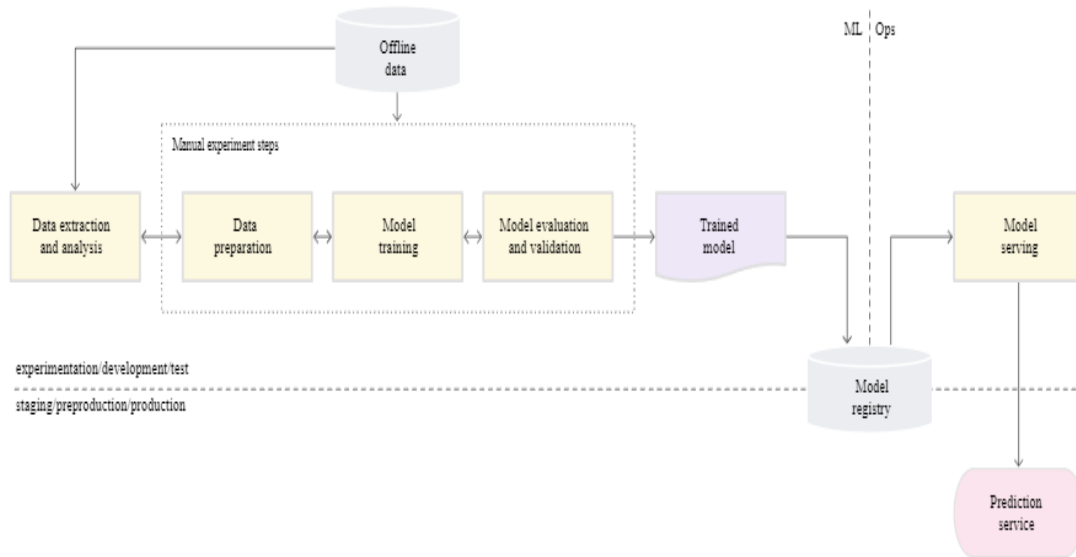 Offline
data
ML
Ops
Manual experiment steps
Data extraction
and analysis
Data
preparation
Model
training
Model evaluation
and validation
Trained
model
Model
serving
experimentation/development/test
staging/preproduction/production
Model
registry
Prediction
service